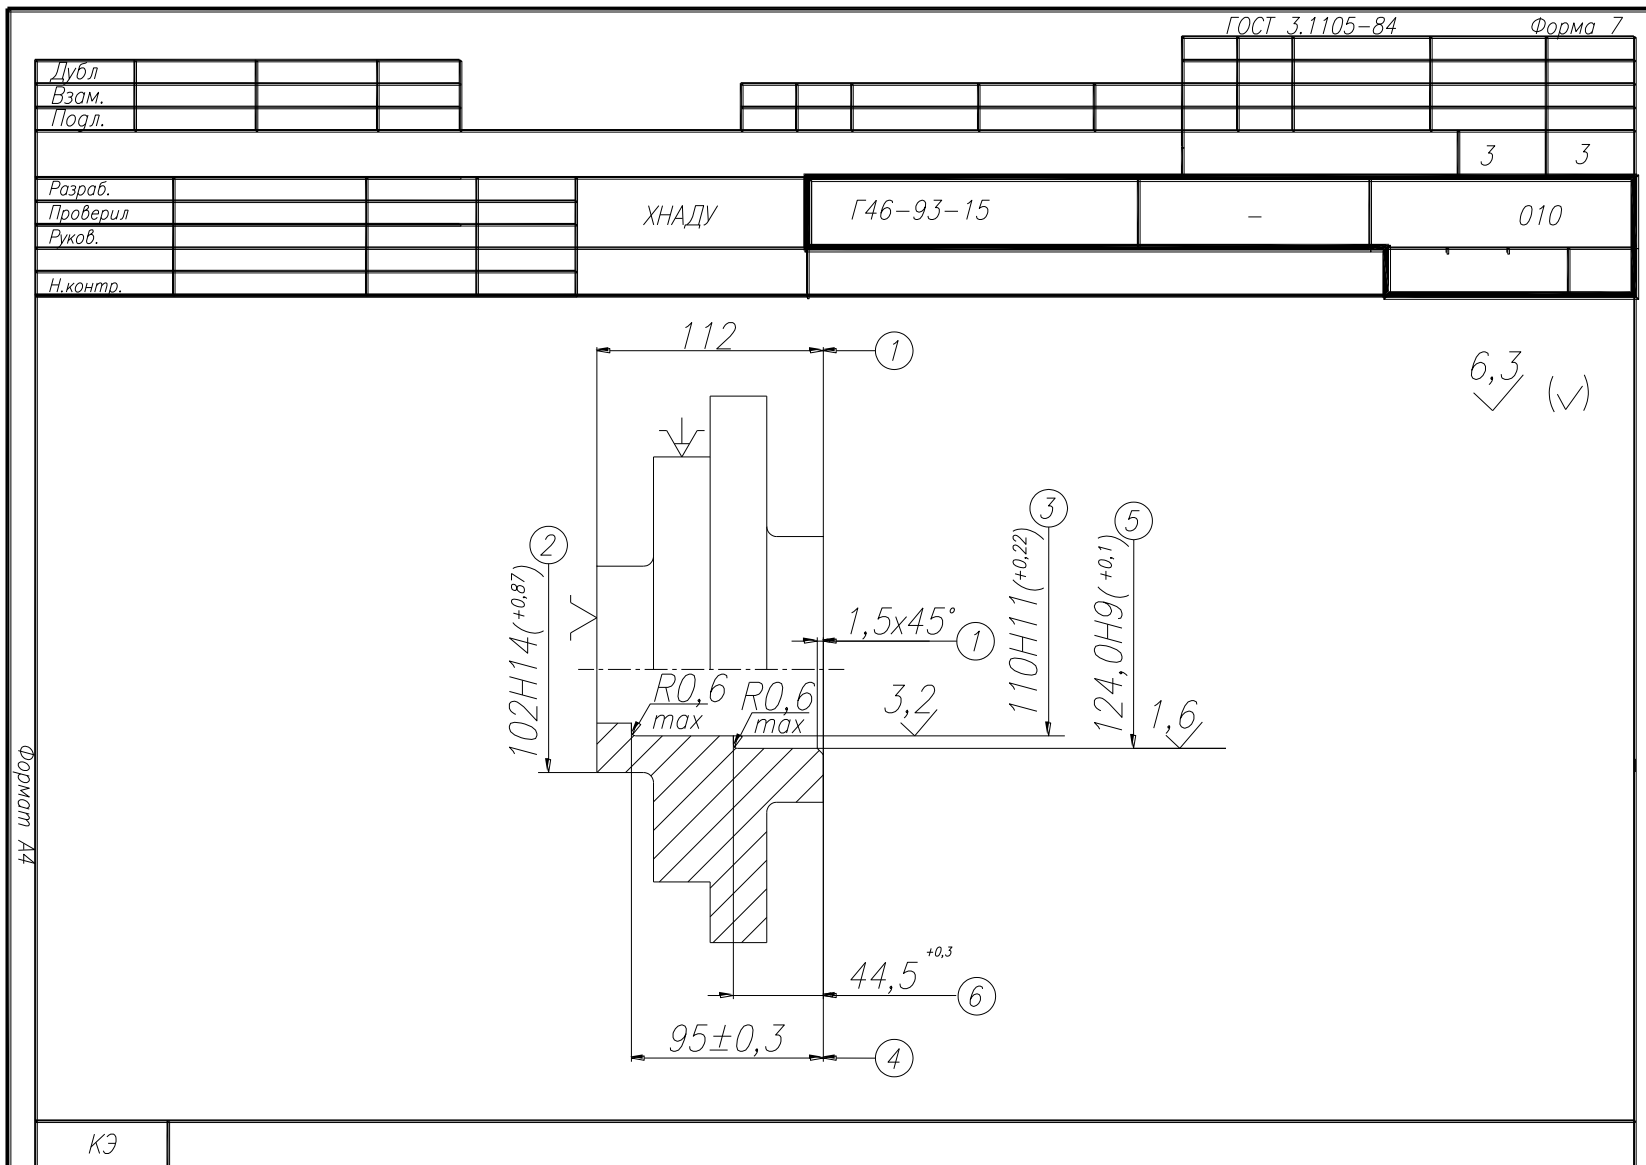 ГОСТ 3.1105-84 Форма 7
Дубл
Взам.
Подл.
3 3
Разраб.
Проверил
Руков.
Н.контр.
ХНАДУ
Г46-93-15 - 010
112
1
6,3
2
102H14(+0,87)
3
110H11(+0,22)
5
124,0H9(+0,1)
1,5x45°
1
R0,6
max
R0,6
max
3,2
1,6
44,5 +0,3
6
95±0,3
4
Формат А4
КЭ